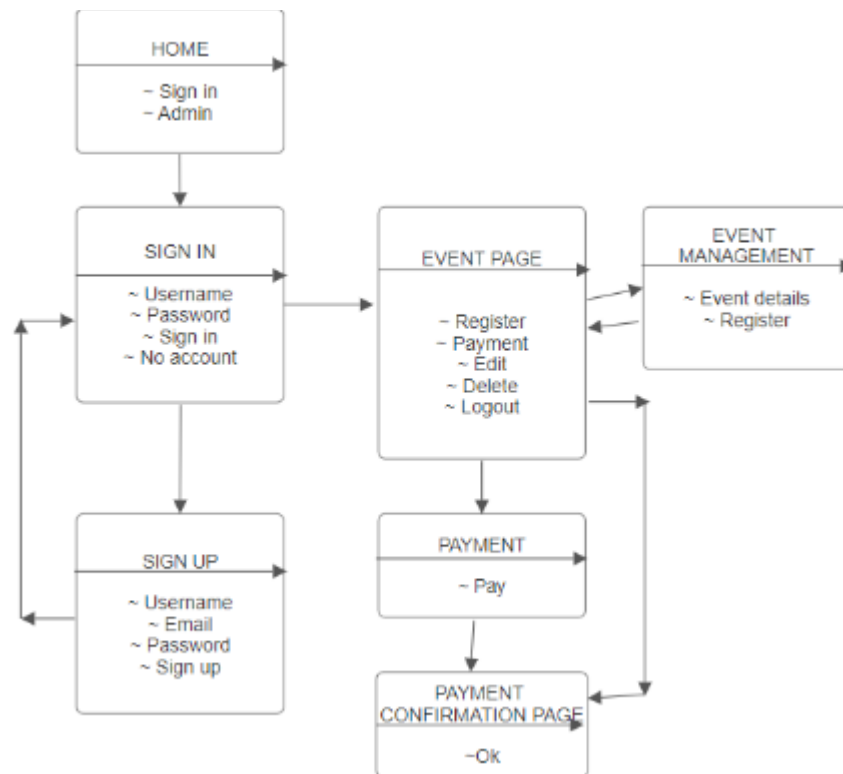 HOME
~ Sign in
~ Admin
SIGN IN
~ Username
~ Password
~ Sign in
~ No account
EVENT PAGE
~ Register
~ Payment
~ Edit
~ Delete
~ Logout
EVENT
MANAGEMENT
~ Event details
~ Register
SIGN UP
~ Username
~ Email
~ Password
~ Sign up
PAYMENT
~ Pay
PAYMENT
CONFIRMATION PAGE
~Ok